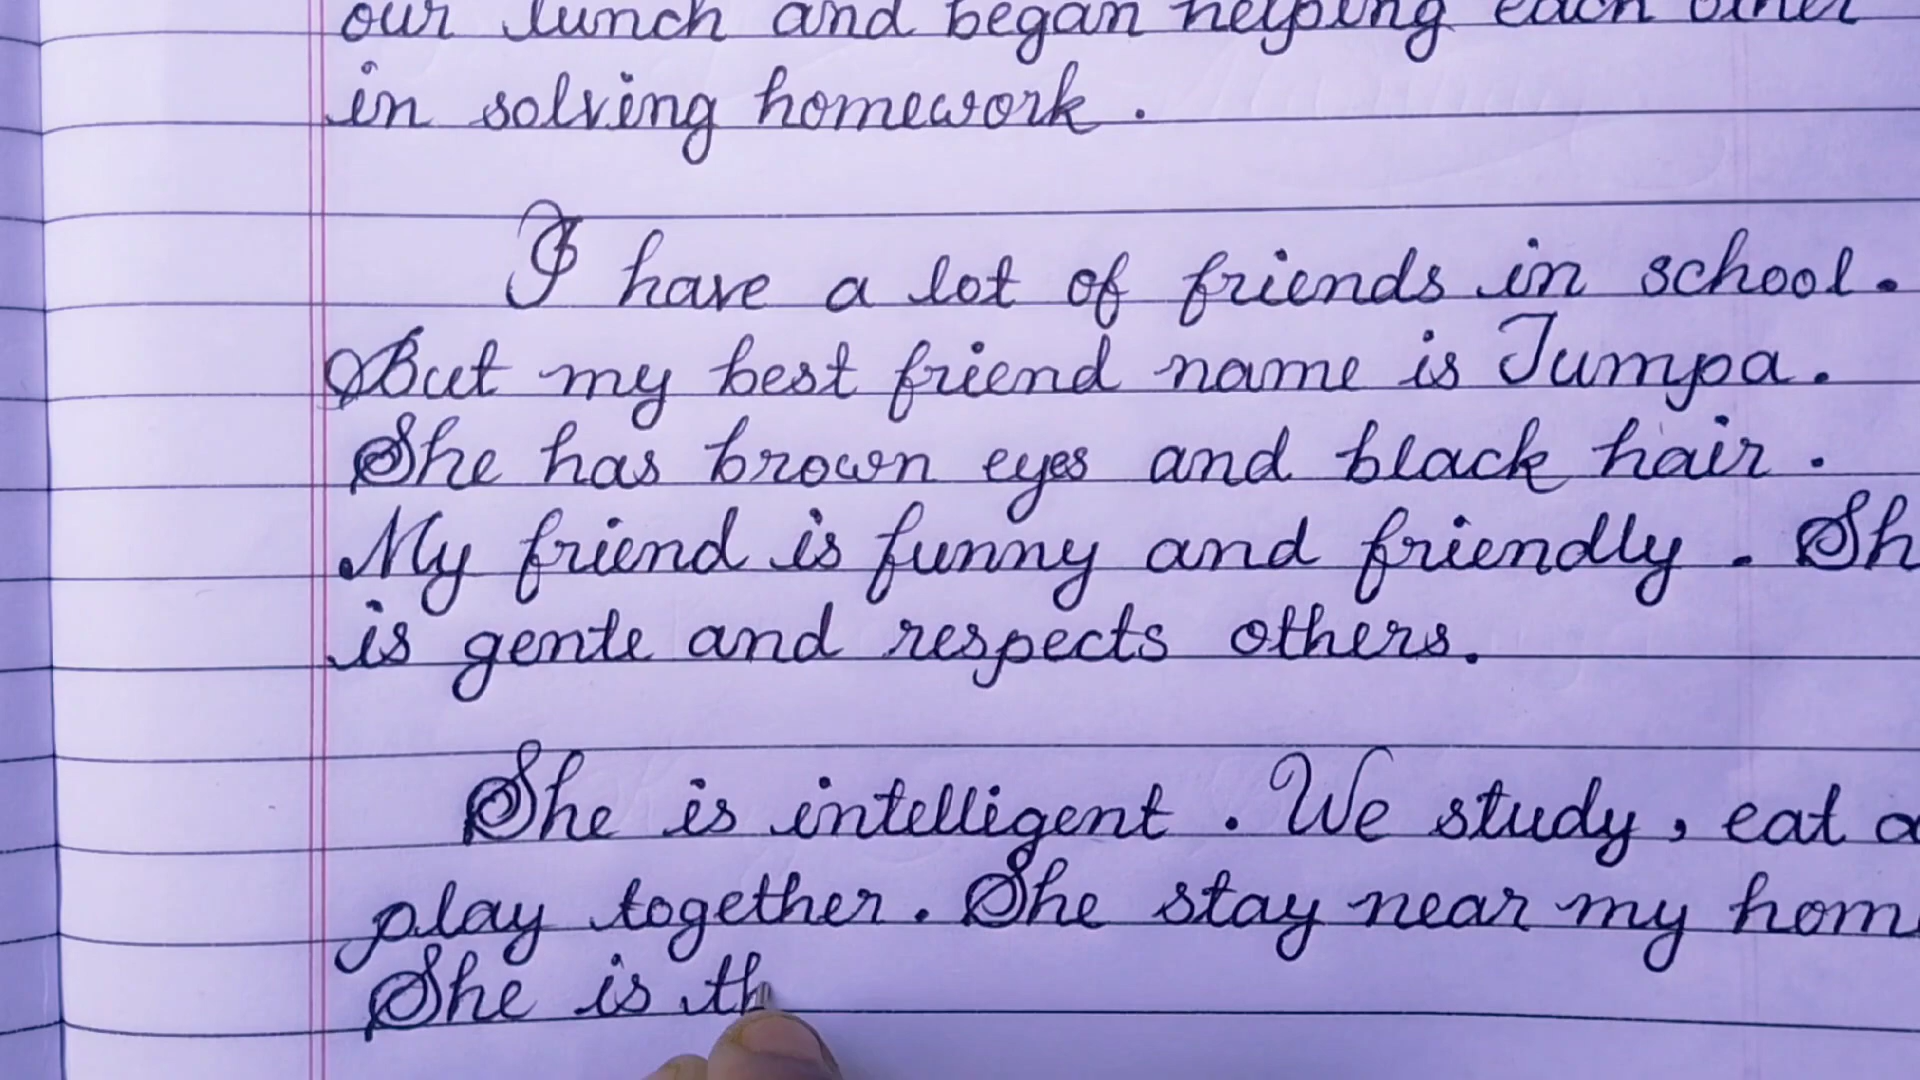 our lunch and began helping each other
in solving homework.
I have a lot of friends in school.
But my best friend name is Tumpa.
She has brown eyes and black hair.
My friend is funny and friendly. Sh
is gente and respects others.
She is intelligent. We study, eat a
play together. She stay near my hom
She is th